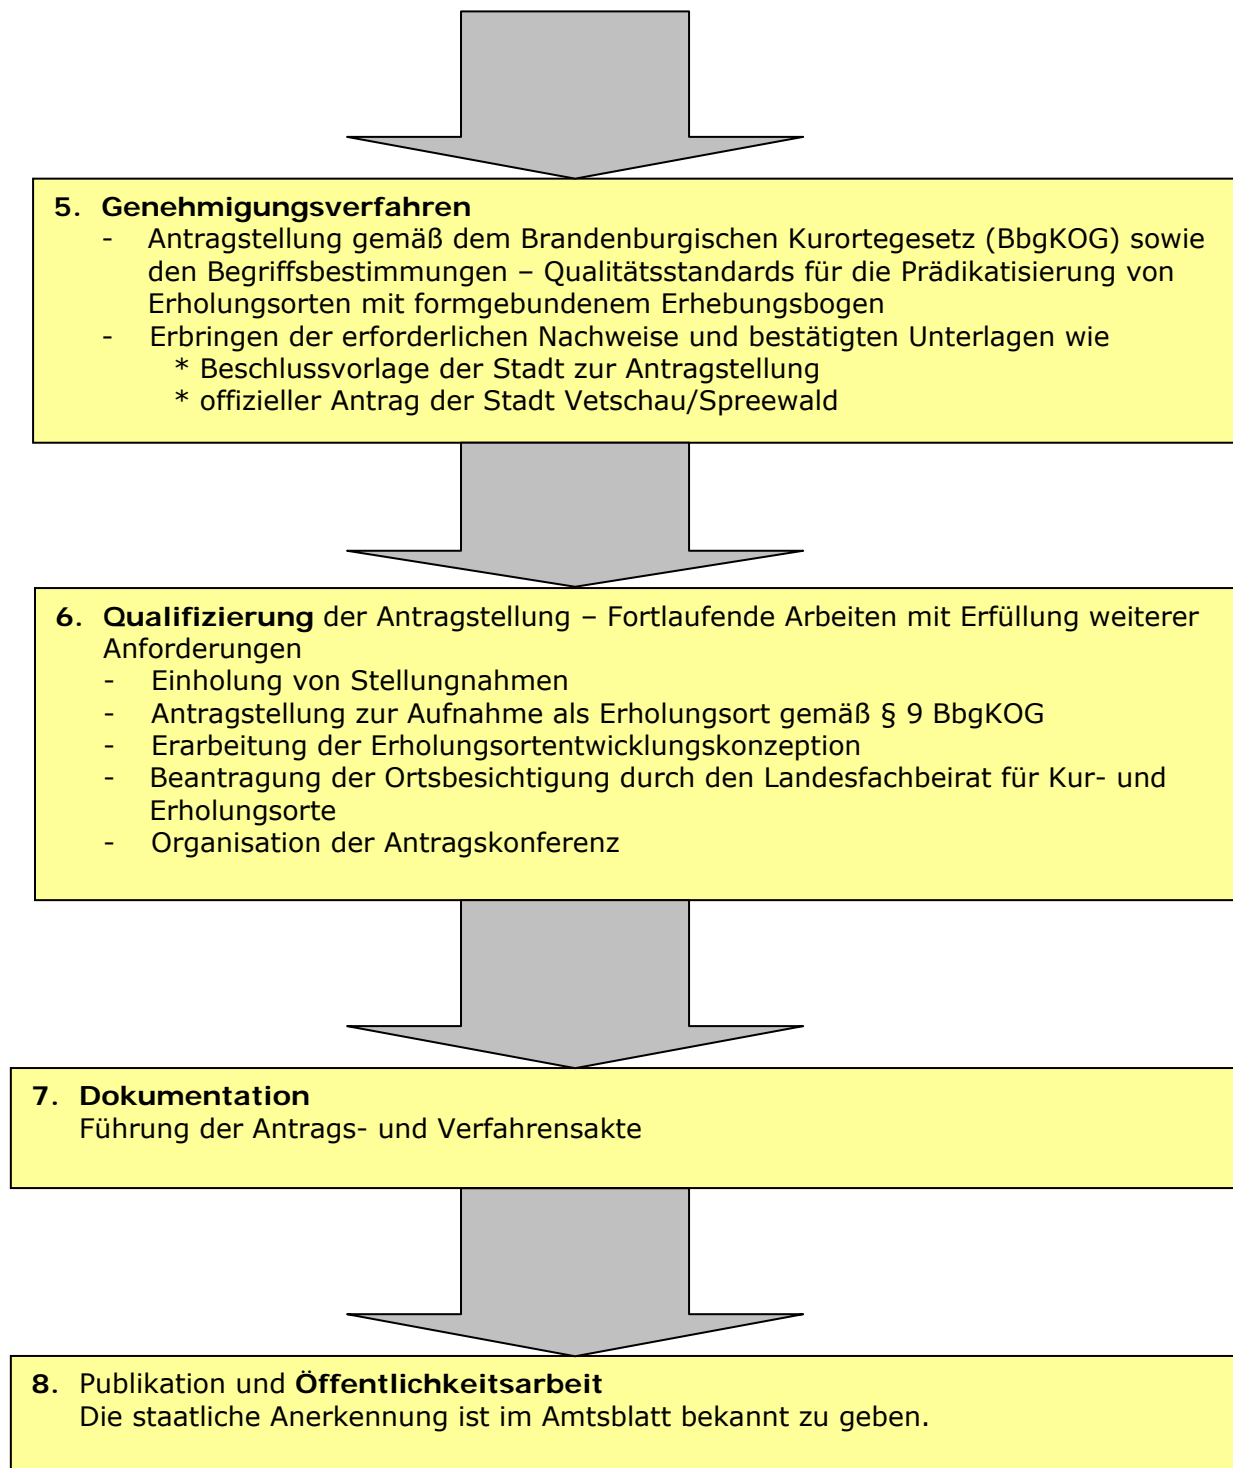 5. Genehmigungsverfahren
- Antragstellung gemäß dem Brandenburgischen Kurortegesetz (BbgKOG) sowie
den Begriffsbestimmungen – Qualitätsstandards für die Prädikatisierung von
Erholungsorten mit formgebundenem Erhebungsbogen
- Erbringen der erforderlichen Nachweise und bestätigten Unterlagen wie
* Beschlussvorlage der Stadt zur Antragstellung
* offizieller Antrag der Stadt Vetschau/Spreewald
6. Qualifizierung der Antragstellung – Fortlaufende Arbeiten mit Erfüllung weiterer
Anforderungen
- Einholung von Stellungnahmen
- Antragstellung zur Aufnahme als Erholungsort gemäß § 9 BbgKOG
- Erarbeitung der Erholungsortentwicklungskonzeption
- Beantragung der Ortsbesichtigung durch den Landesfachbeirat für Kur- und
Erholungsorte
- Organisation der Antragskonferenz
7. Dokumentation
Führung der Antrags- und Verfahrensakte
8. Publikation und Öffentlichkeitsarbeit
Die staatliche Anerkennung ist im Amtsblatt bekannt zu geben.